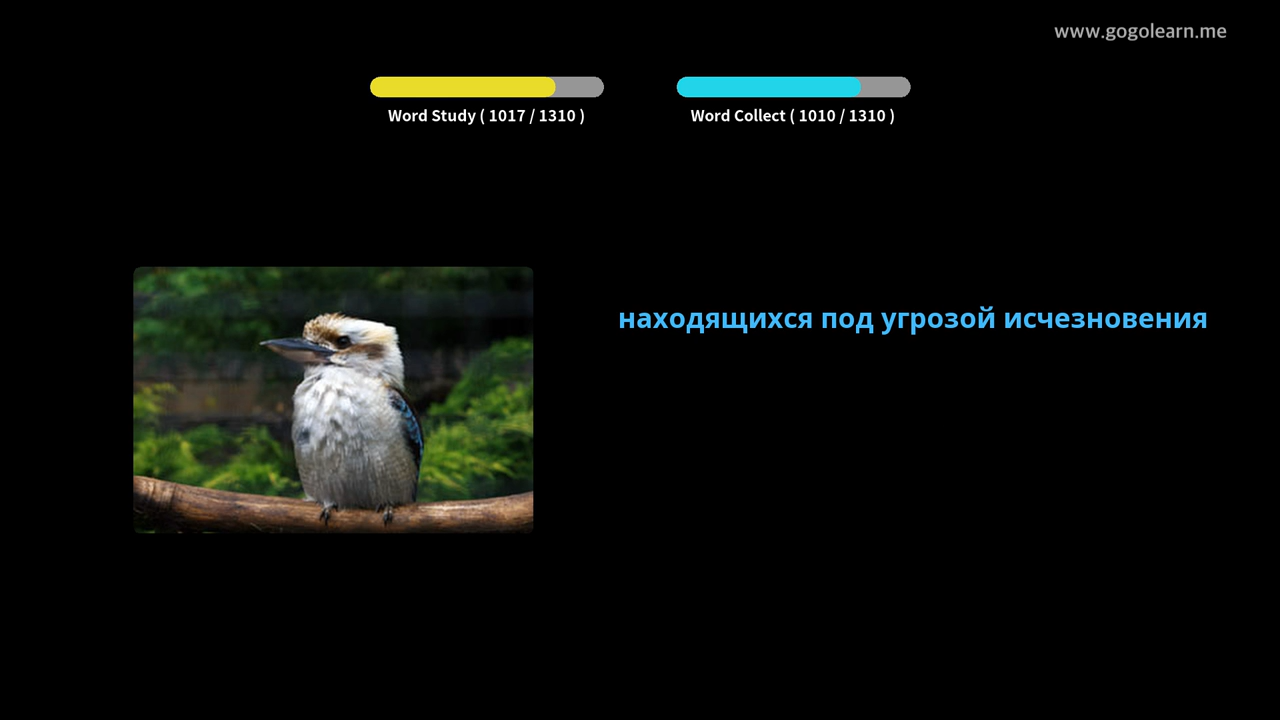 www.gogolearn.me
Word Study ( 1017 / 1310 )
Word Collect ( 1010 / 1310 )
находящихся под угрозой исчезновения